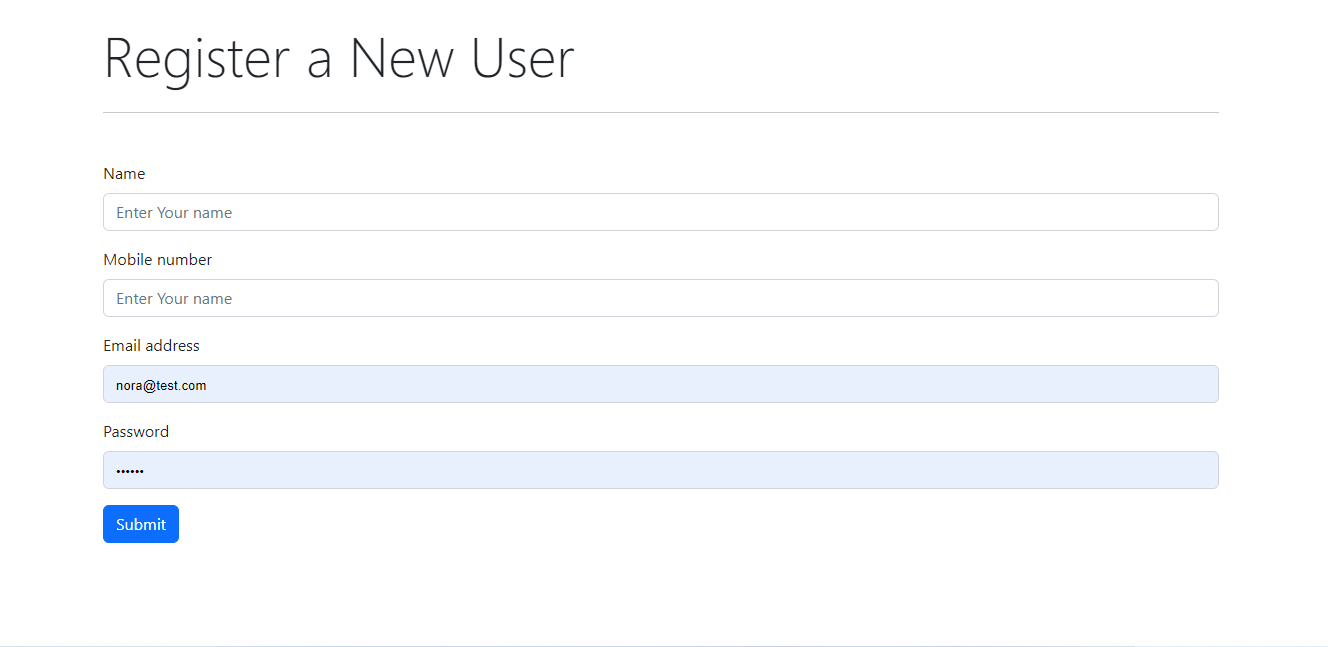 Register a New User
Name
Enter Your name
Mobile number
Enter Your name
Email address
nora@test.com
Password
••••••
Submit